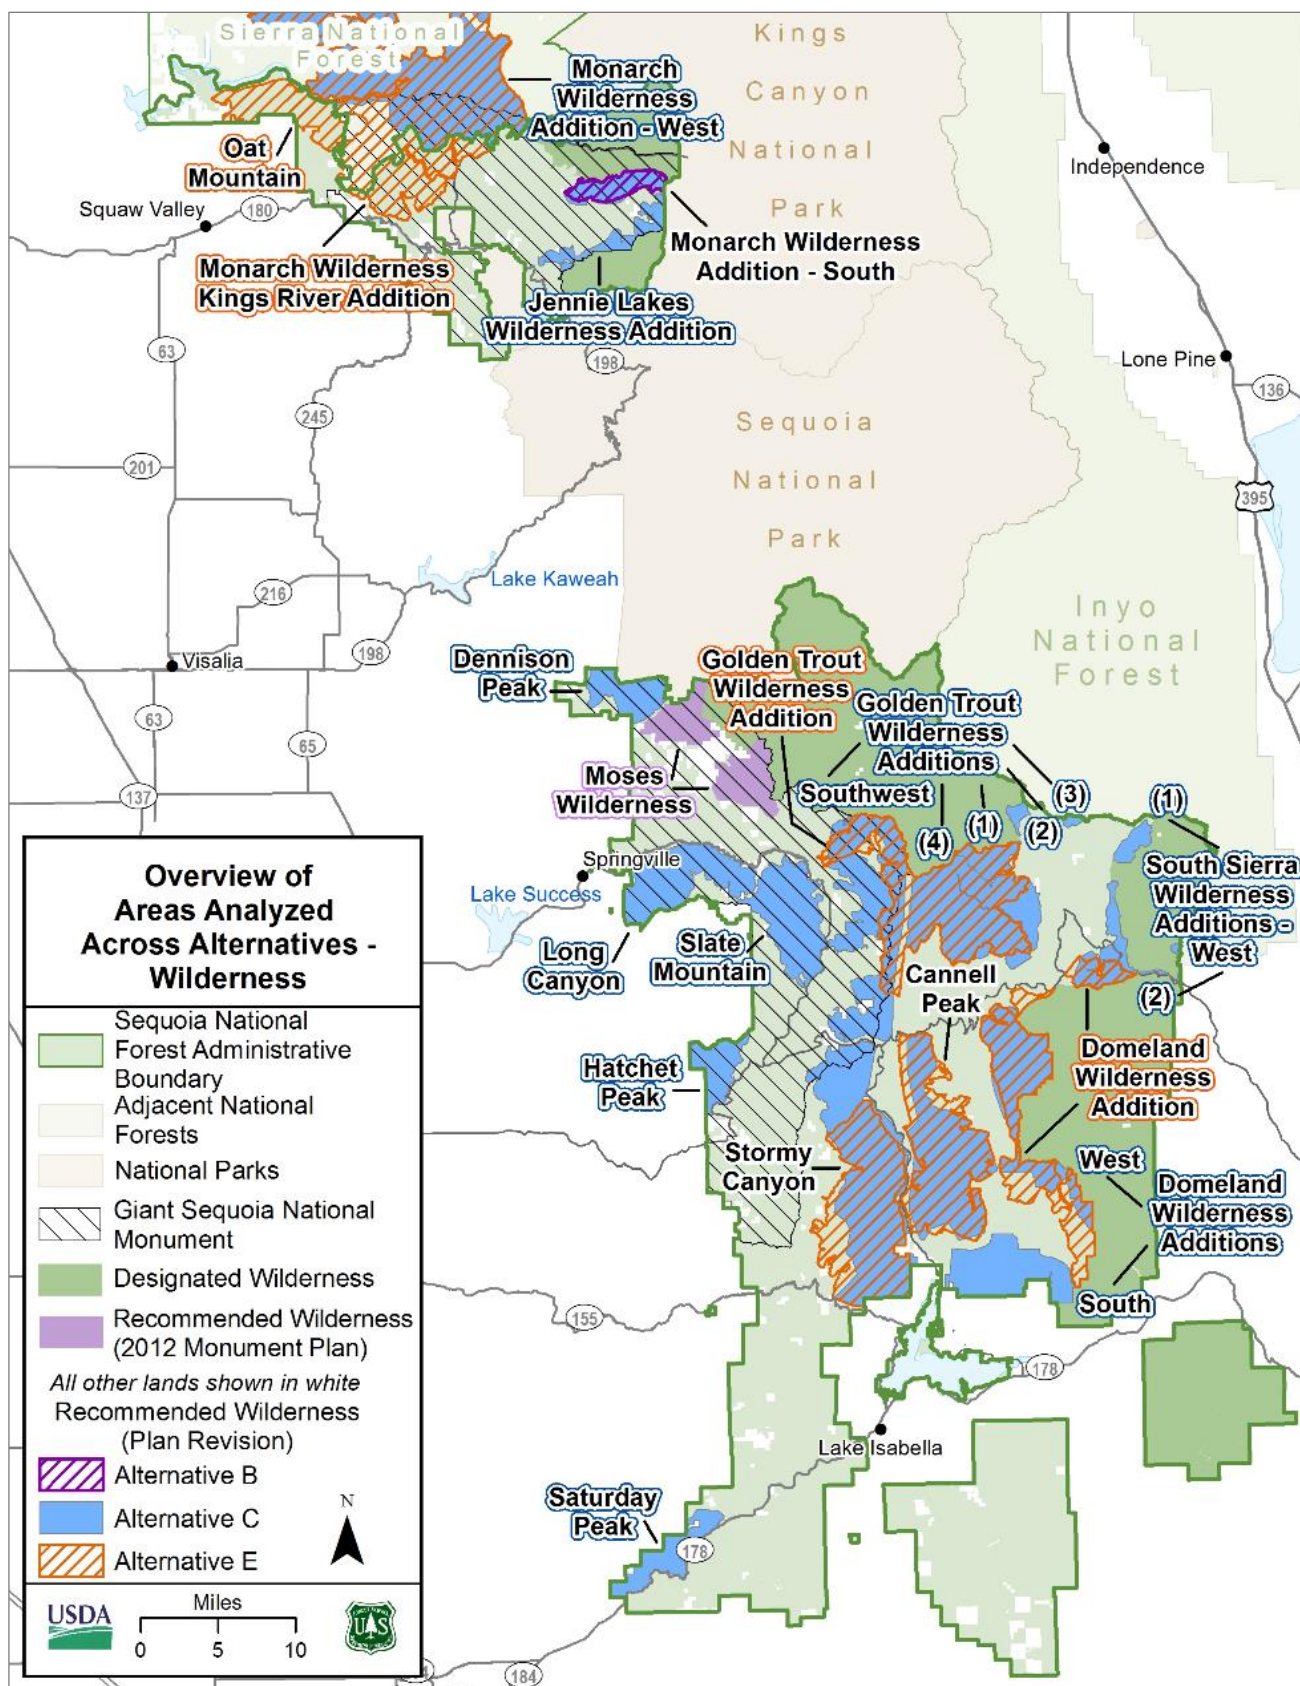 Sierra National
Forest
Kings
Canyon
National
Park
Monarch
Wilderness
Addition - West
Oat
Mountain
Independence
Squaw Valley
180
Monarch Wilderness
Addition - South
Monarch Wilderness
Kings River Addition
Jennie Lakes
Wilderness Addition
63
198
Lone Pine
136
245
Sequoia
National
Park
201
395
Lake Kaweah
216
Inyo
National
Forest
198
Visalia
Dennison
Peak
Golden Trout
Wilderness
Addition
Golden Trout
Wilderness
Additions
Southwest
63
65
Moses
Wilderness
137
(4)
(1)
(2)
(3)
(1)
South Sierra
Wilderness
Additions -
West
(2)
Springville
Lake Success
Long
Canyon
Slate
Mountain
Cannell
Peak
Hatchet
Peak
Domeland
Wilderness
Addition
Stormy
Canyon
West
Domeland
Wilderness
Additions
South
155
178
Lake Isabella
Saturday
Peak
178
184
Overview of
Areas Analyzed
Across Alternatives -
Wilderness
Sequoia National
Forest Administrative
Boundary
Adjacent National
Forests
National Parks
Giant Sequoia National
Monument
Designated Wilderness
Recommended Wilderness
(2012 Monument Plan)
All other lands shown in white
Recommended Wilderness
(Plan Revision)
Alternative B
Alternative C
Alternative E
N
USDA
Miles
0 5 10
U S